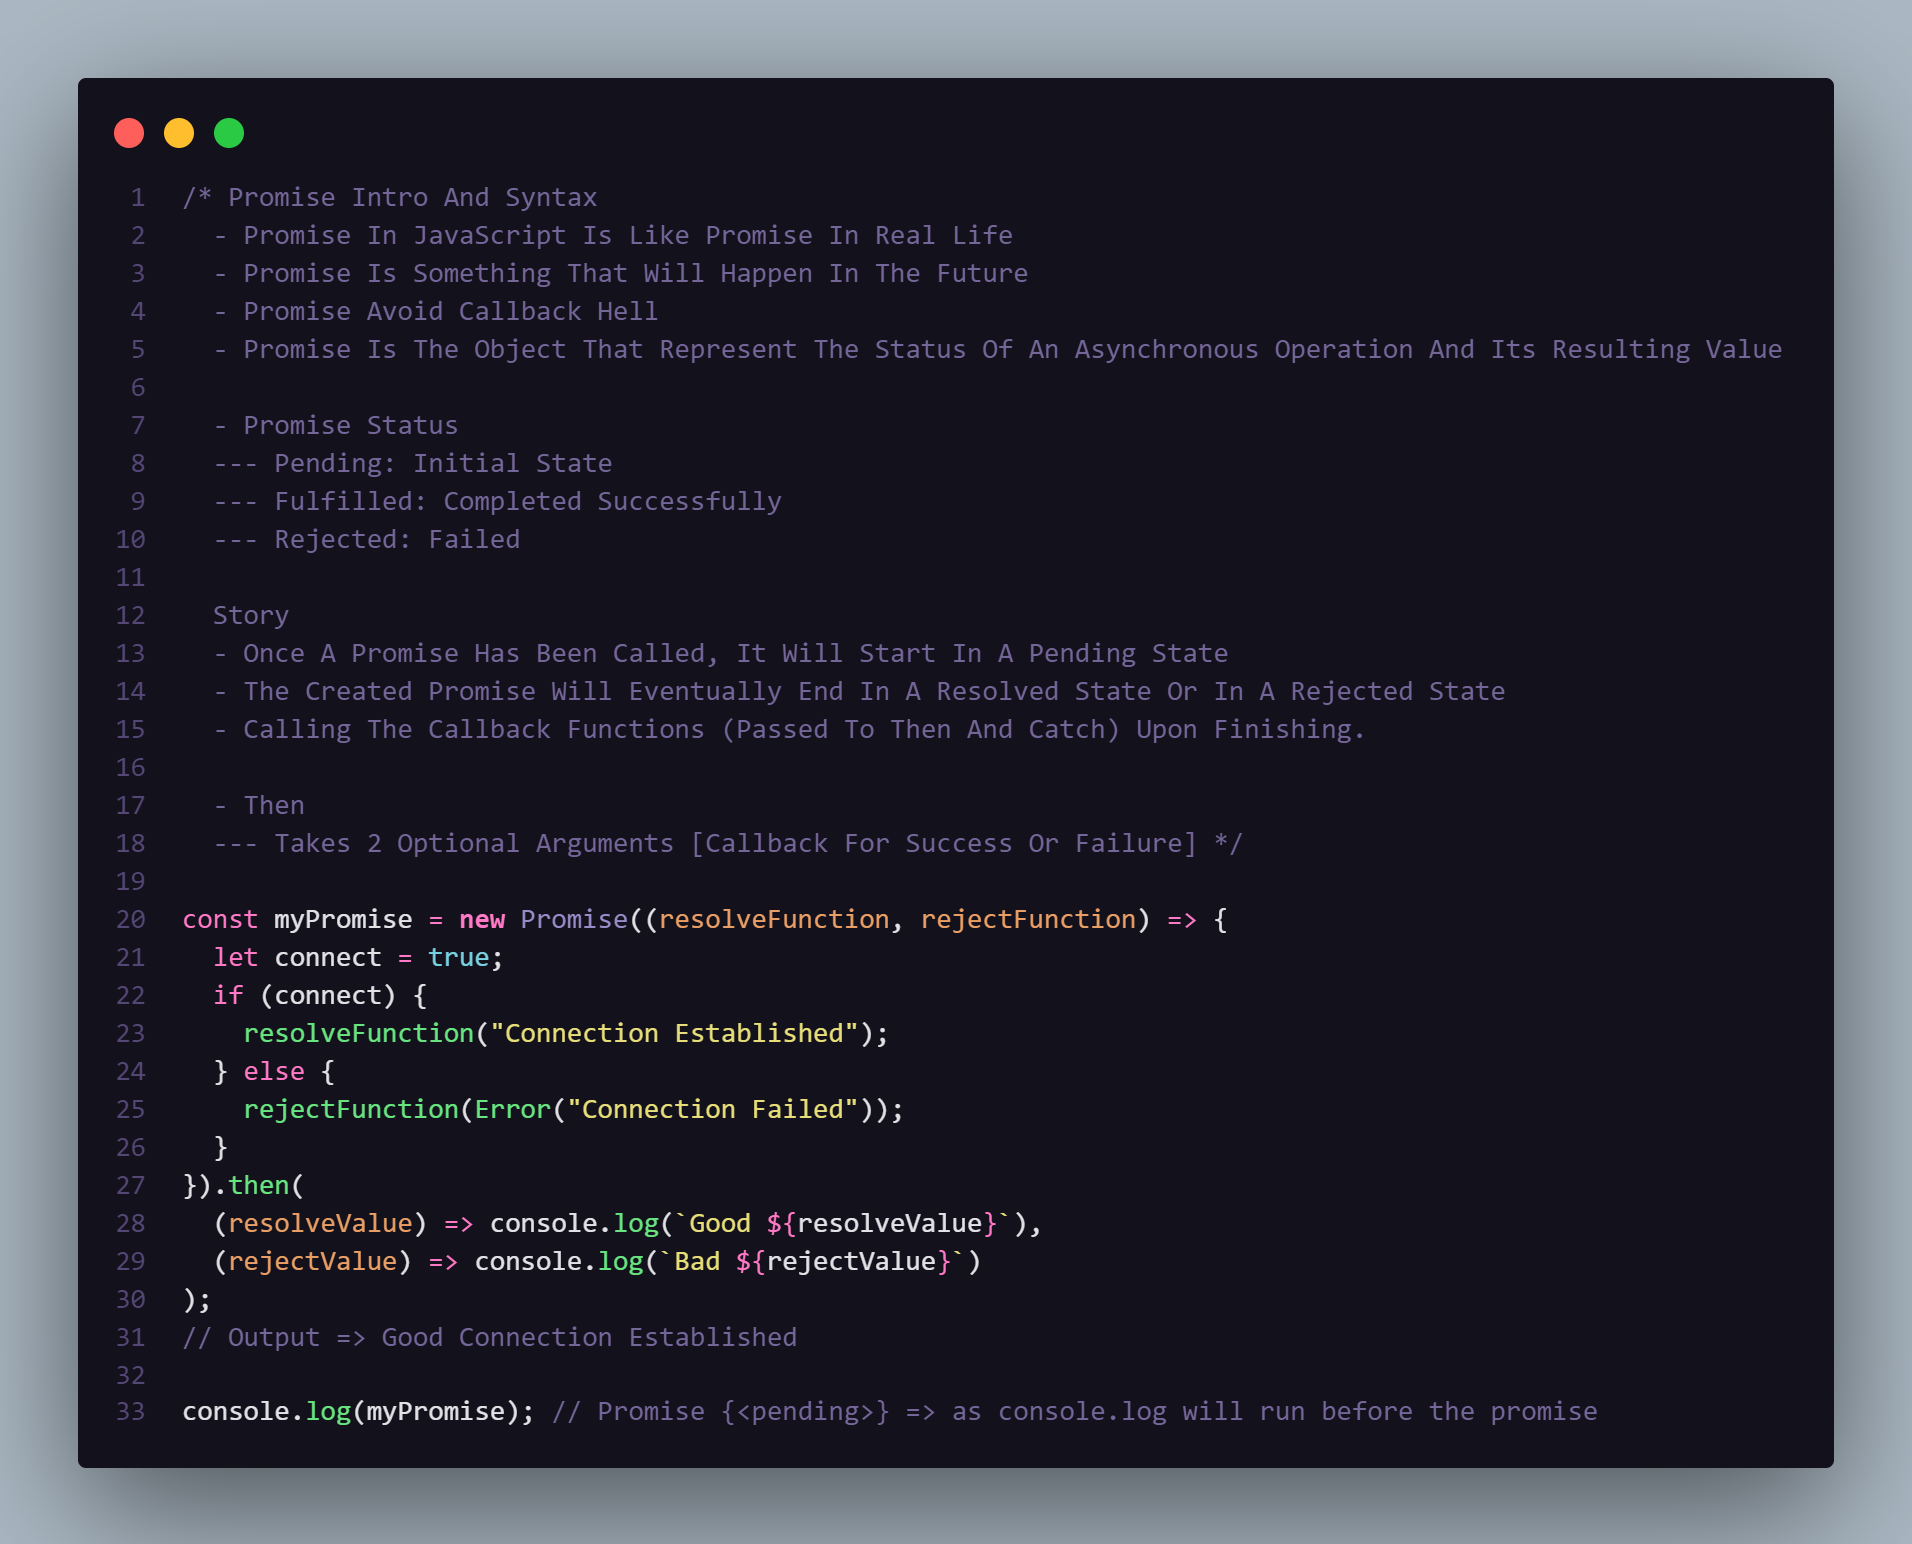 1 /* Promise Intro And Syntax
2   - Promise In JavaScript Is Like Promise In Real Life
3   - Promise Is Something That Will Happen In The Future
4   - Promise Avoid Callback Hell
5   - Promise Is The Object That Represent The Status Of An Asynchronous Operation And Its Resulting Value
6
7   - Promise Status
8   --- Pending: Initial State
9   --- Fulfilled: Completed Successfully
10   --- Rejected: Failed
11
12   Story
13   - Once A Promise Has Been Called, It Will Start In A Pending State
14   - The Created Promise Will Eventually End In A Resolved State Or In A Rejected State
15   - Calling The Callback Functions (Passed To Then And Catch) Upon Finishing.
16
17   - Then
18   --- Takes 2 Optional Arguments [Callback For Success Or Failure] */
19
20 const myPromise = new Promise((resolveFunction, rejectFunction) => {
21   let connect = true;
22   if (connect) {
23     resolveFunction("Connection Established");
24   } else {
25     rejectFunction(Error("Connection Failed"));
26   }
27 }).then(
28   (resolveValue) => console.log(`Good ${resolveValue}`),
29   (rejectValue) => console.log(`Bad ${rejectValue}`)
30 );
31 // Output => Good Connection Established
32
33 console.log(myPromise); // Promise {<pending>} => as console.log will run before the promise